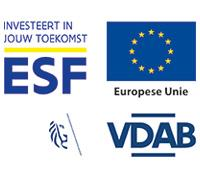 INVESTEERT IN
JOUW TOEKOMST
ESF
Europese Unie
VDAB